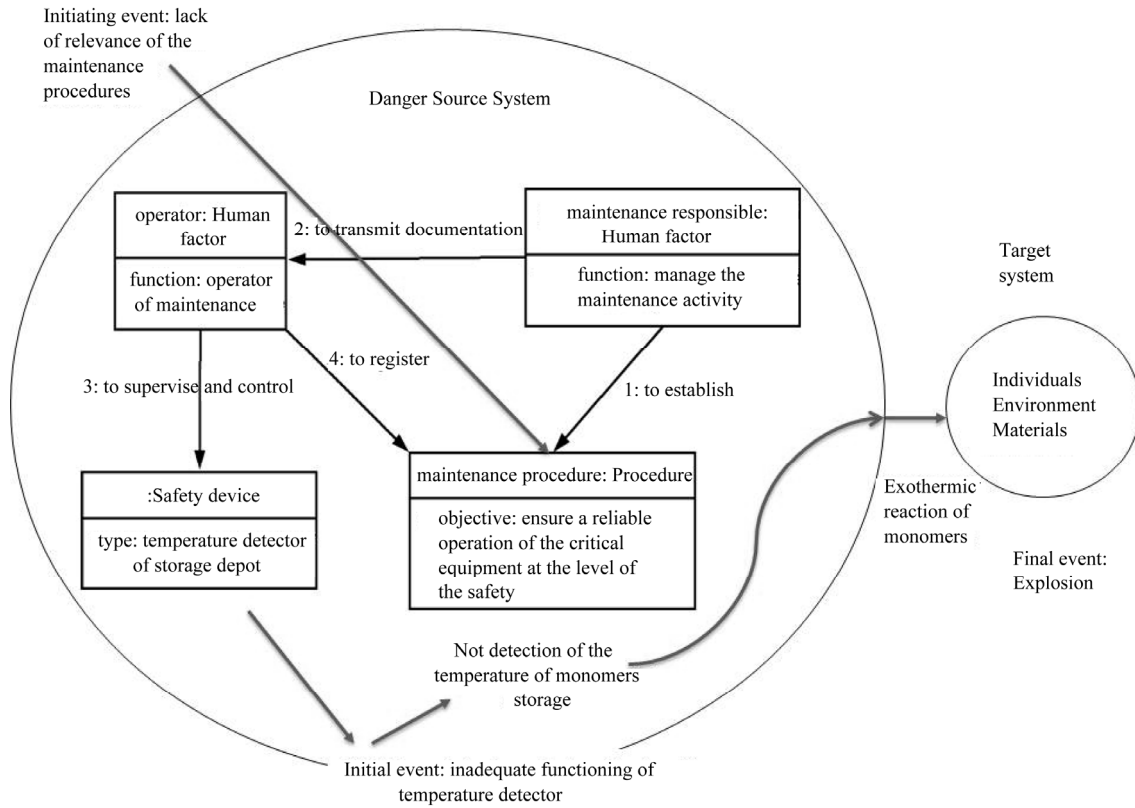 Initiating event: lack
of relevance of the
maintenance
procedures
Danger Source System
operator: Human
factor
function: operator
of maintenance
2: to transmit documentation
maintenance responsible:
Human factor
function: manage the
maintenance activity
3: to supervise and control
4: to register
1: to establish
:Safety device
type: temperature detector
of storage depot
maintenance procedure: Procedure
objective: ensure a reliable
operation of the critical
equipment at the level of
the safety
Not detection of the
temperature of monomers
storage
Initial event: inadequate functioning of
temperature detector
Exothermic
reaction of
monomers
Target
system
Individuals
Environment
Materials
Final event:
Explosion